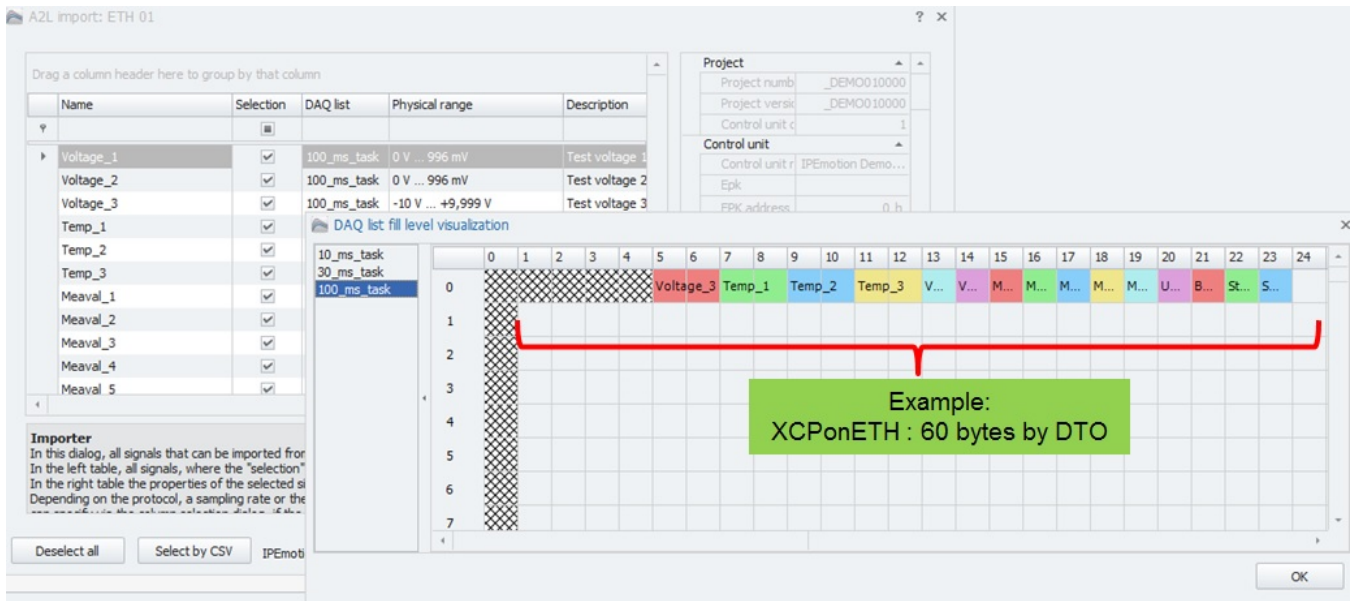 A2L import: ETH 01
? ×
Drag a column header here to group by that column
Name Selection DAQ list Physical range Description
Voltage_1 100_ms_task 0 V ... 996 mV Test voltage 1
Voltage_2 100_ms_task 0 V ... 996 mV Test voltage 2
Voltage_3 100_ms_task -10 V ... +9,999 V Test voltage 3
Temp_1
Temp_2
Temp_3
Meaval_1
Meaval_2
Meaval_3
Meaval_4
Meaval_5
Project
Project numb _DEMO010000
Project versi _DEMO010000
Control unit c 1
Control unit
Control unit r IPEmotion Demo...
Epk
EPK address 0 h
DAQ list fill level visualization
×
10_ms_task
30_ms_task
100_ms_task
0 1 2 3 4 5 6 7 8 9 10 11 12 13 14 15 16 17 18 19 20 21 22 23 24
0 Voltage_3 Temp_1 Temp_2 Temp_3 V... V... M... M... M... M... M... U... B... St... S...
1
2
3
4
5
6
7
Example:
XCPonETH : 60 bytes by DTO
OK
Importer
In this dialog, all signals that can be imported fror
In the left table, all signals, where the "selection"
In the right table the properties of the selected si
Depending on the protocol, a sampling rate or the
Deselect all
Select by CSV
IPEmoti